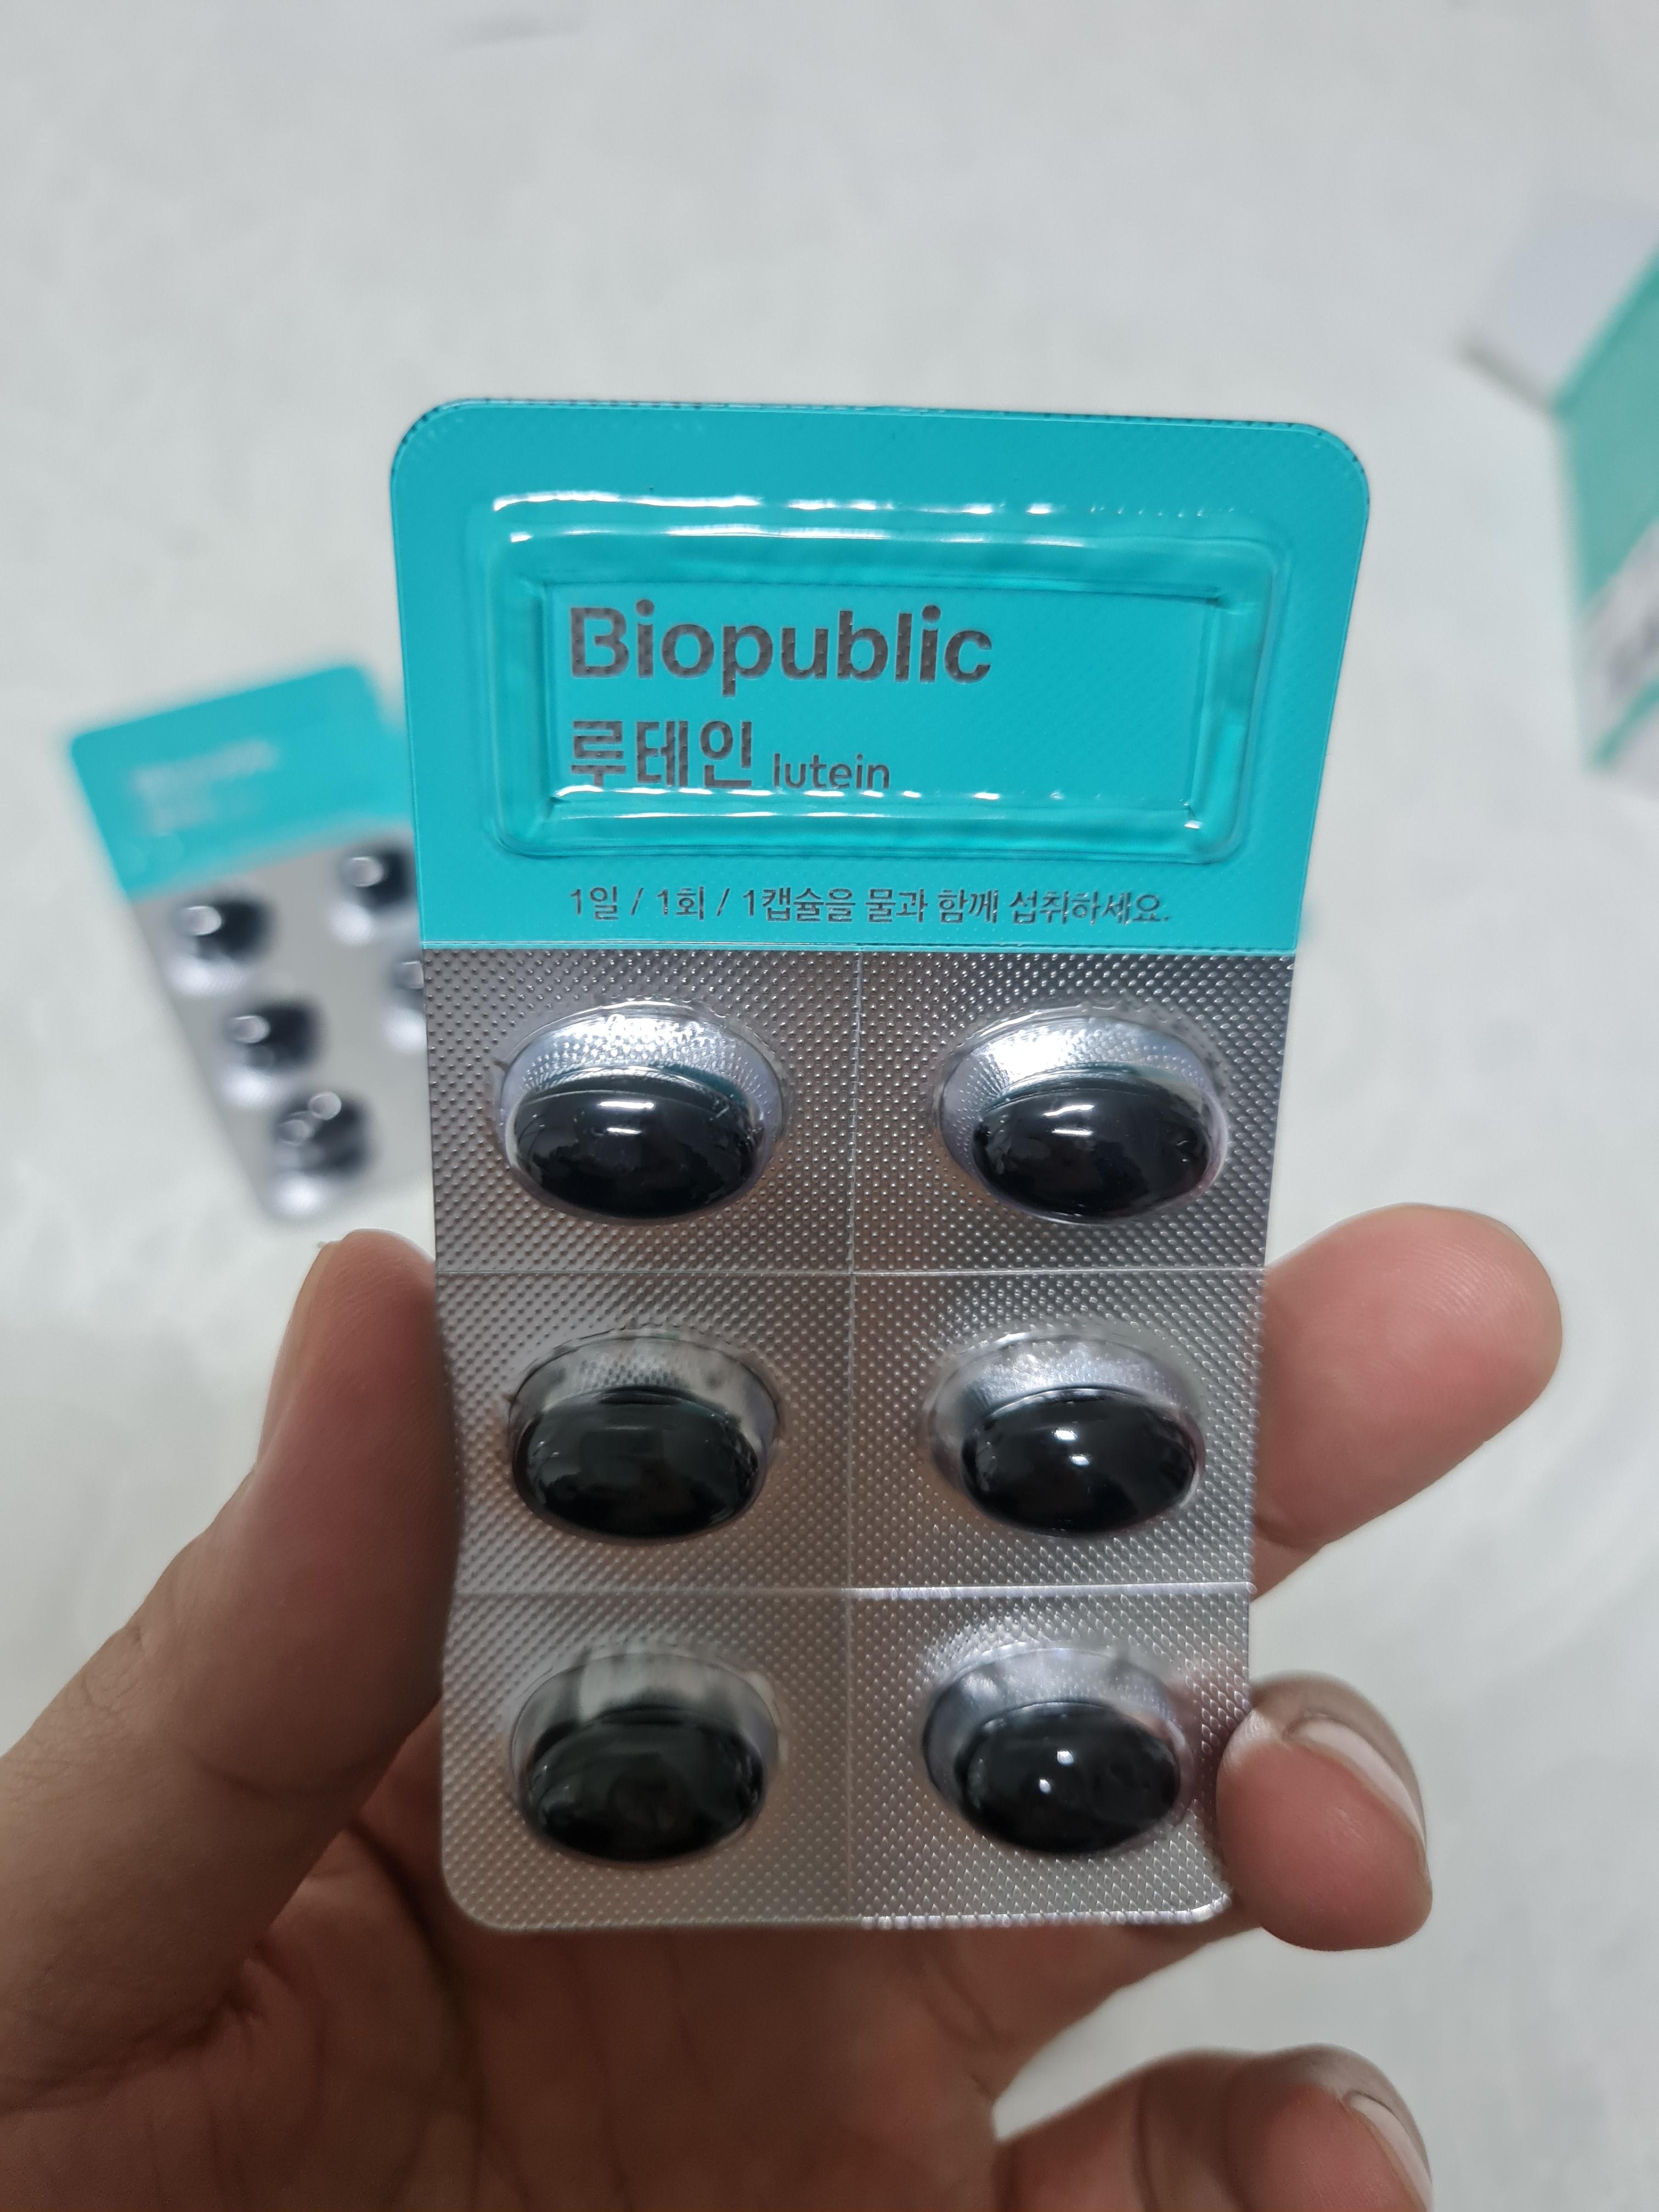 Biopublic
루테인 lutein
1일 / 1회 / 1캡슐을 물과 함께 섭취하세요.